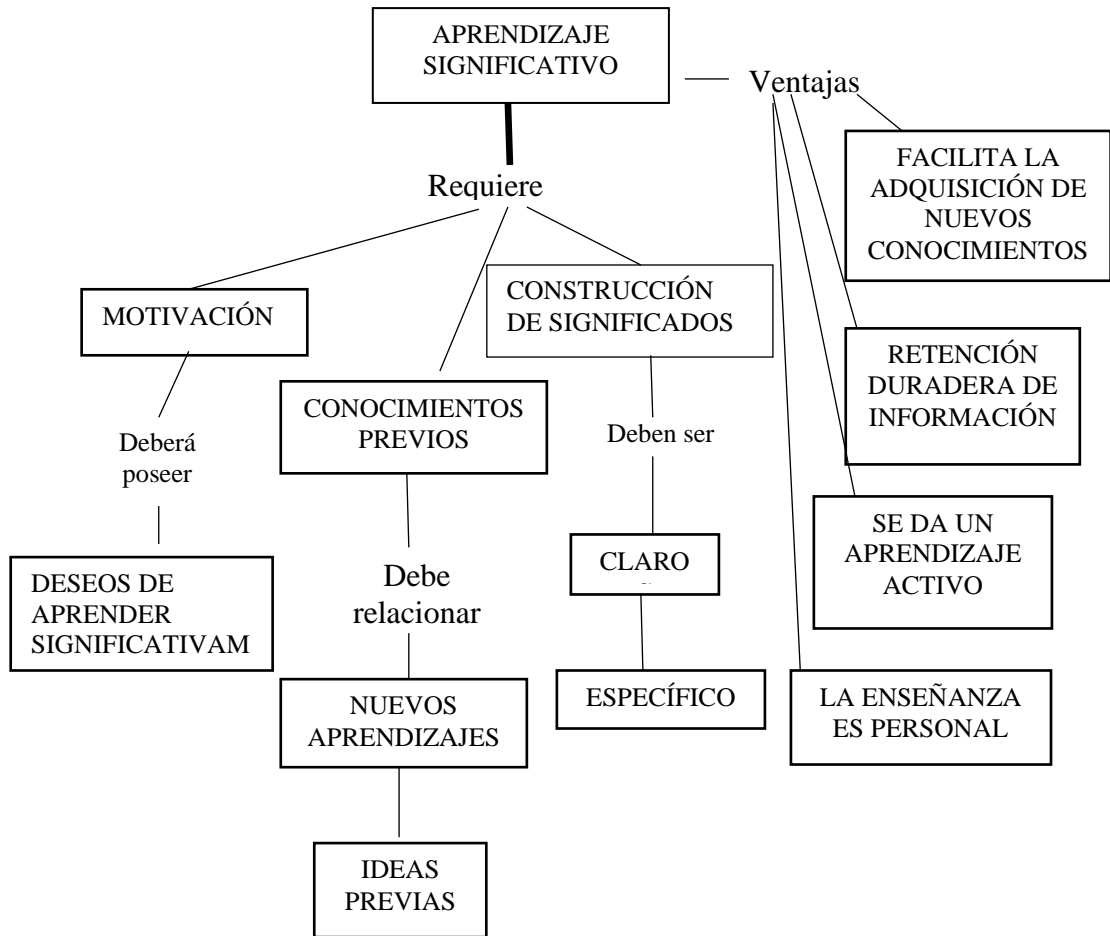 APRENDIZAJE
SIGNIFICATIVO
Ventajas
Requiere
FACILITA LA
ADQUISICIÓN DE
NUEVOS
CONOCIMIENTOS
MOTIVACIÓN
CONSTRUCCIÓN
DE SIGNIFICADOS
CONOCIMIENTOS
PREVIOS
RETENCIÓN
DURADERA DE
INFORMACIÓN
Deberá
poseer
Deben ser
SE DA UN
APRENDIZAJE
ACTIVO
DESEOS DE
APRENDER
SIGNIFICATIVAM
Debe
relacionar
CLARO
NUEVOS
APRENDIZAJES
ESPECÍFICO
LA ENSEÑANZA
ES PERSONAL
IDEAS
PREVIAS